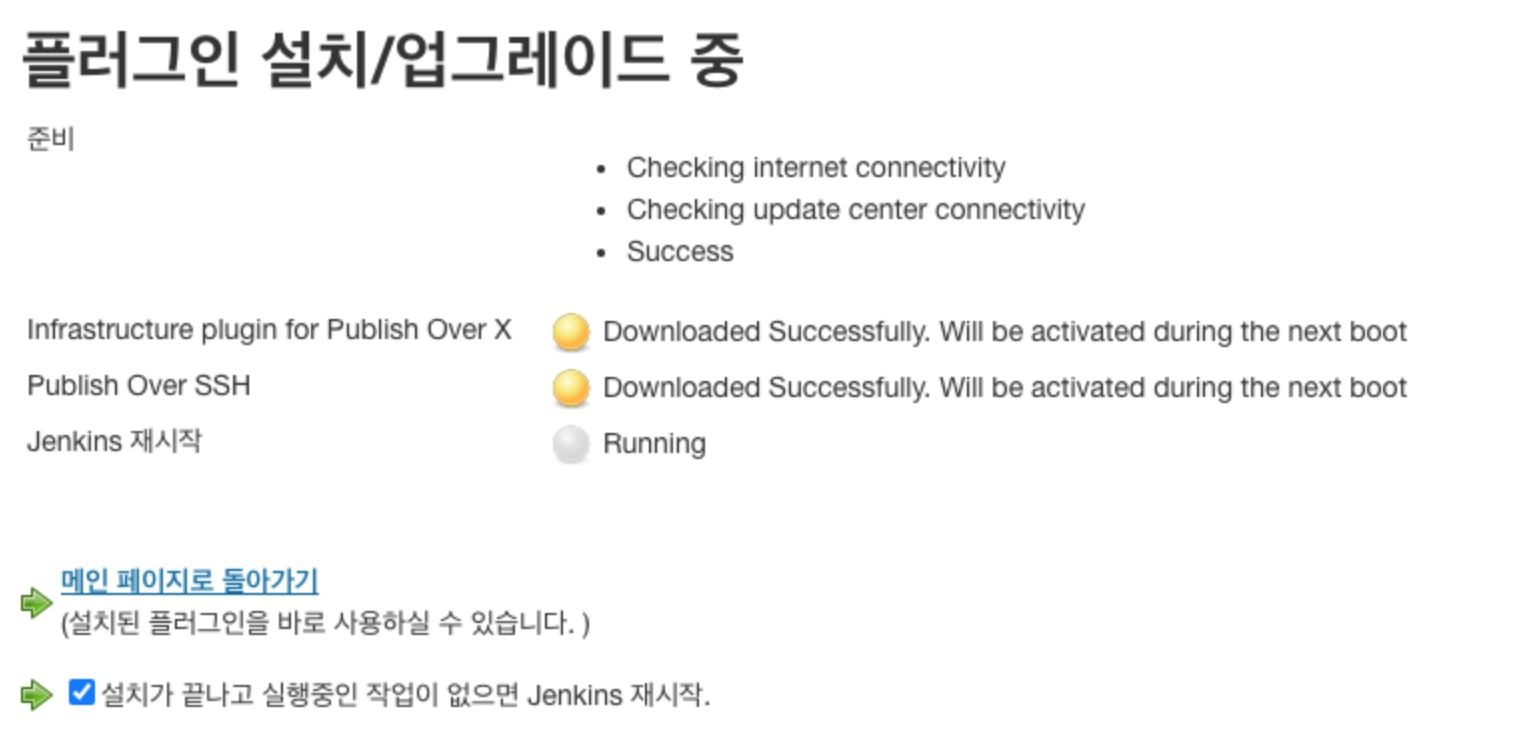 플러그인 설치/업그레이드 중
준비
• Checking internet connectivity
• Checking update center connectivity
• Success
Infrastructure plugin for Publish Over X Downloaded Successfully. Will be activated during the next boot
Publish Over SSH Downloaded Successfully. Will be activated during the next boot
Jenkins 재시작 Running
메인 페이지로 돌아가기
(설치된 플러그인을 바로 사용하실 수 있습니다. )
설치가 끝나고 실행중인 작업이 없으면 Jenkins 재시작.